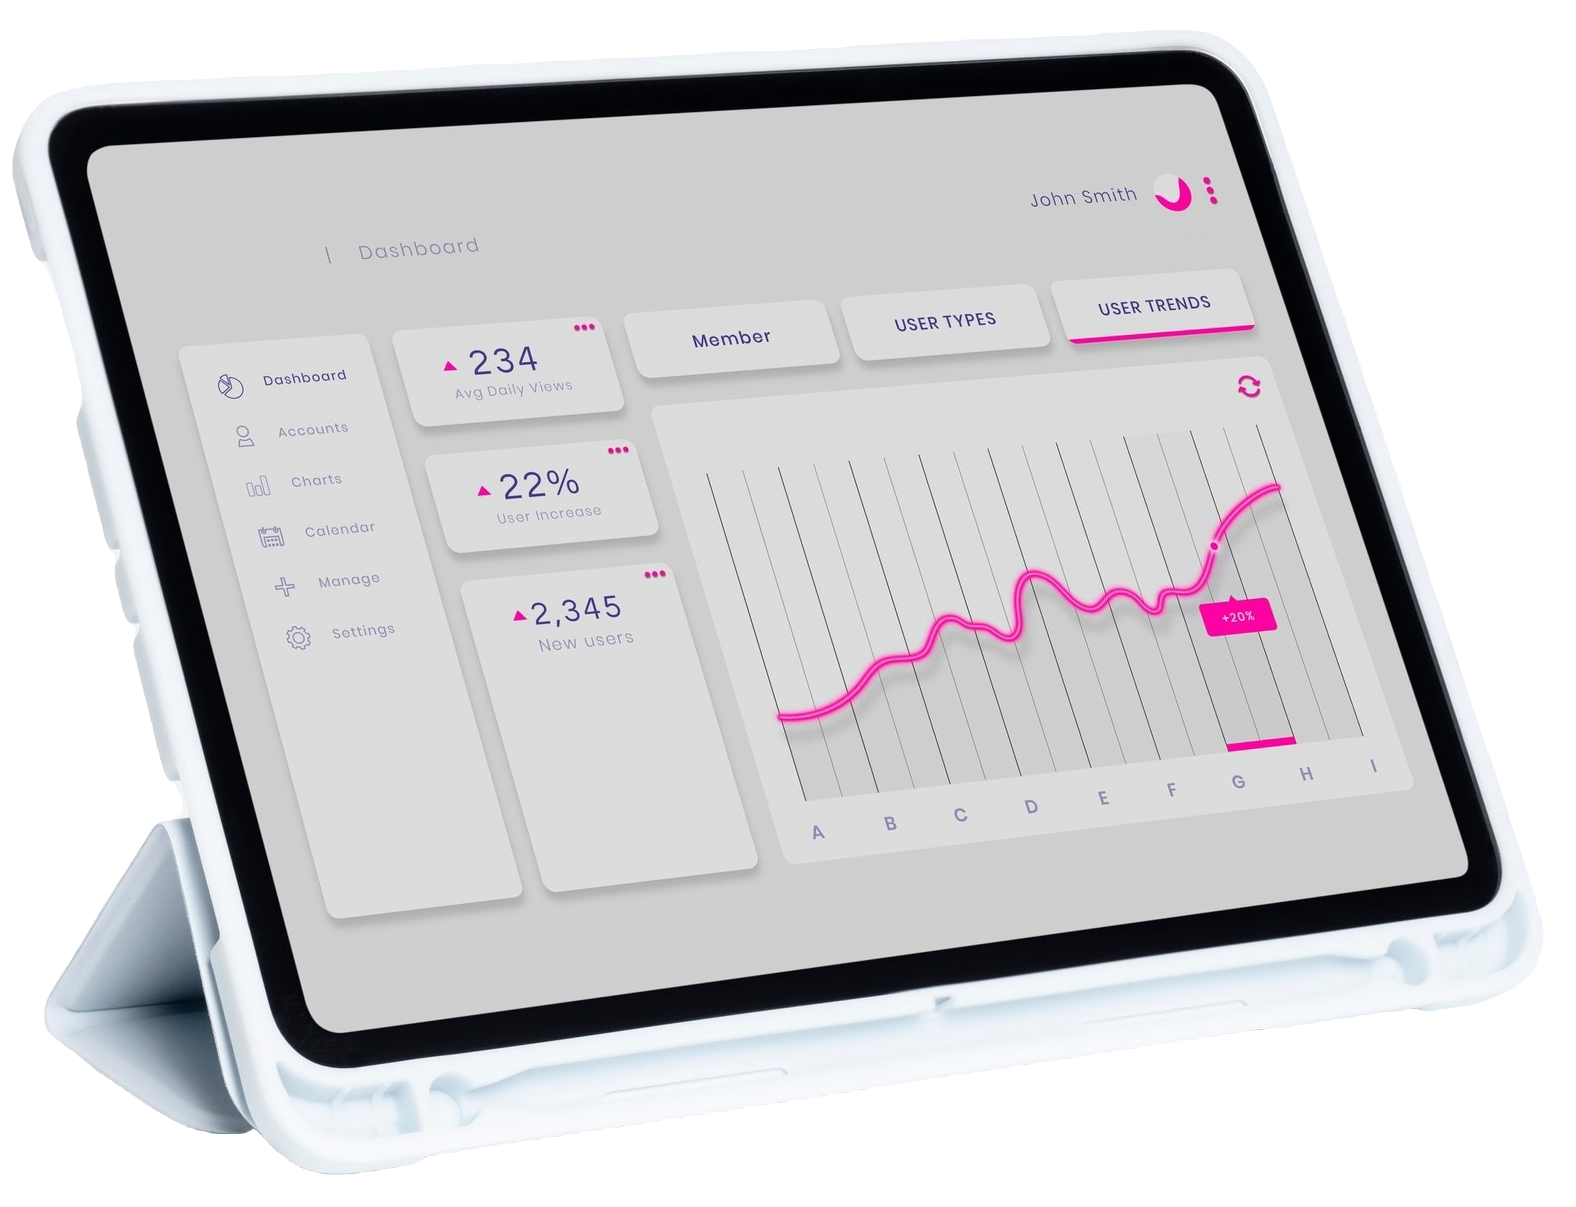 John Smith
| Dashboard
Dashboard
Accounts
Charts
Calendar
Manage
Settings
234
Avg Daily Views
22%
User Increase
2,345
New users
Member
USER TYPES
USER TRENDS
+20%
A B C D E F G H I